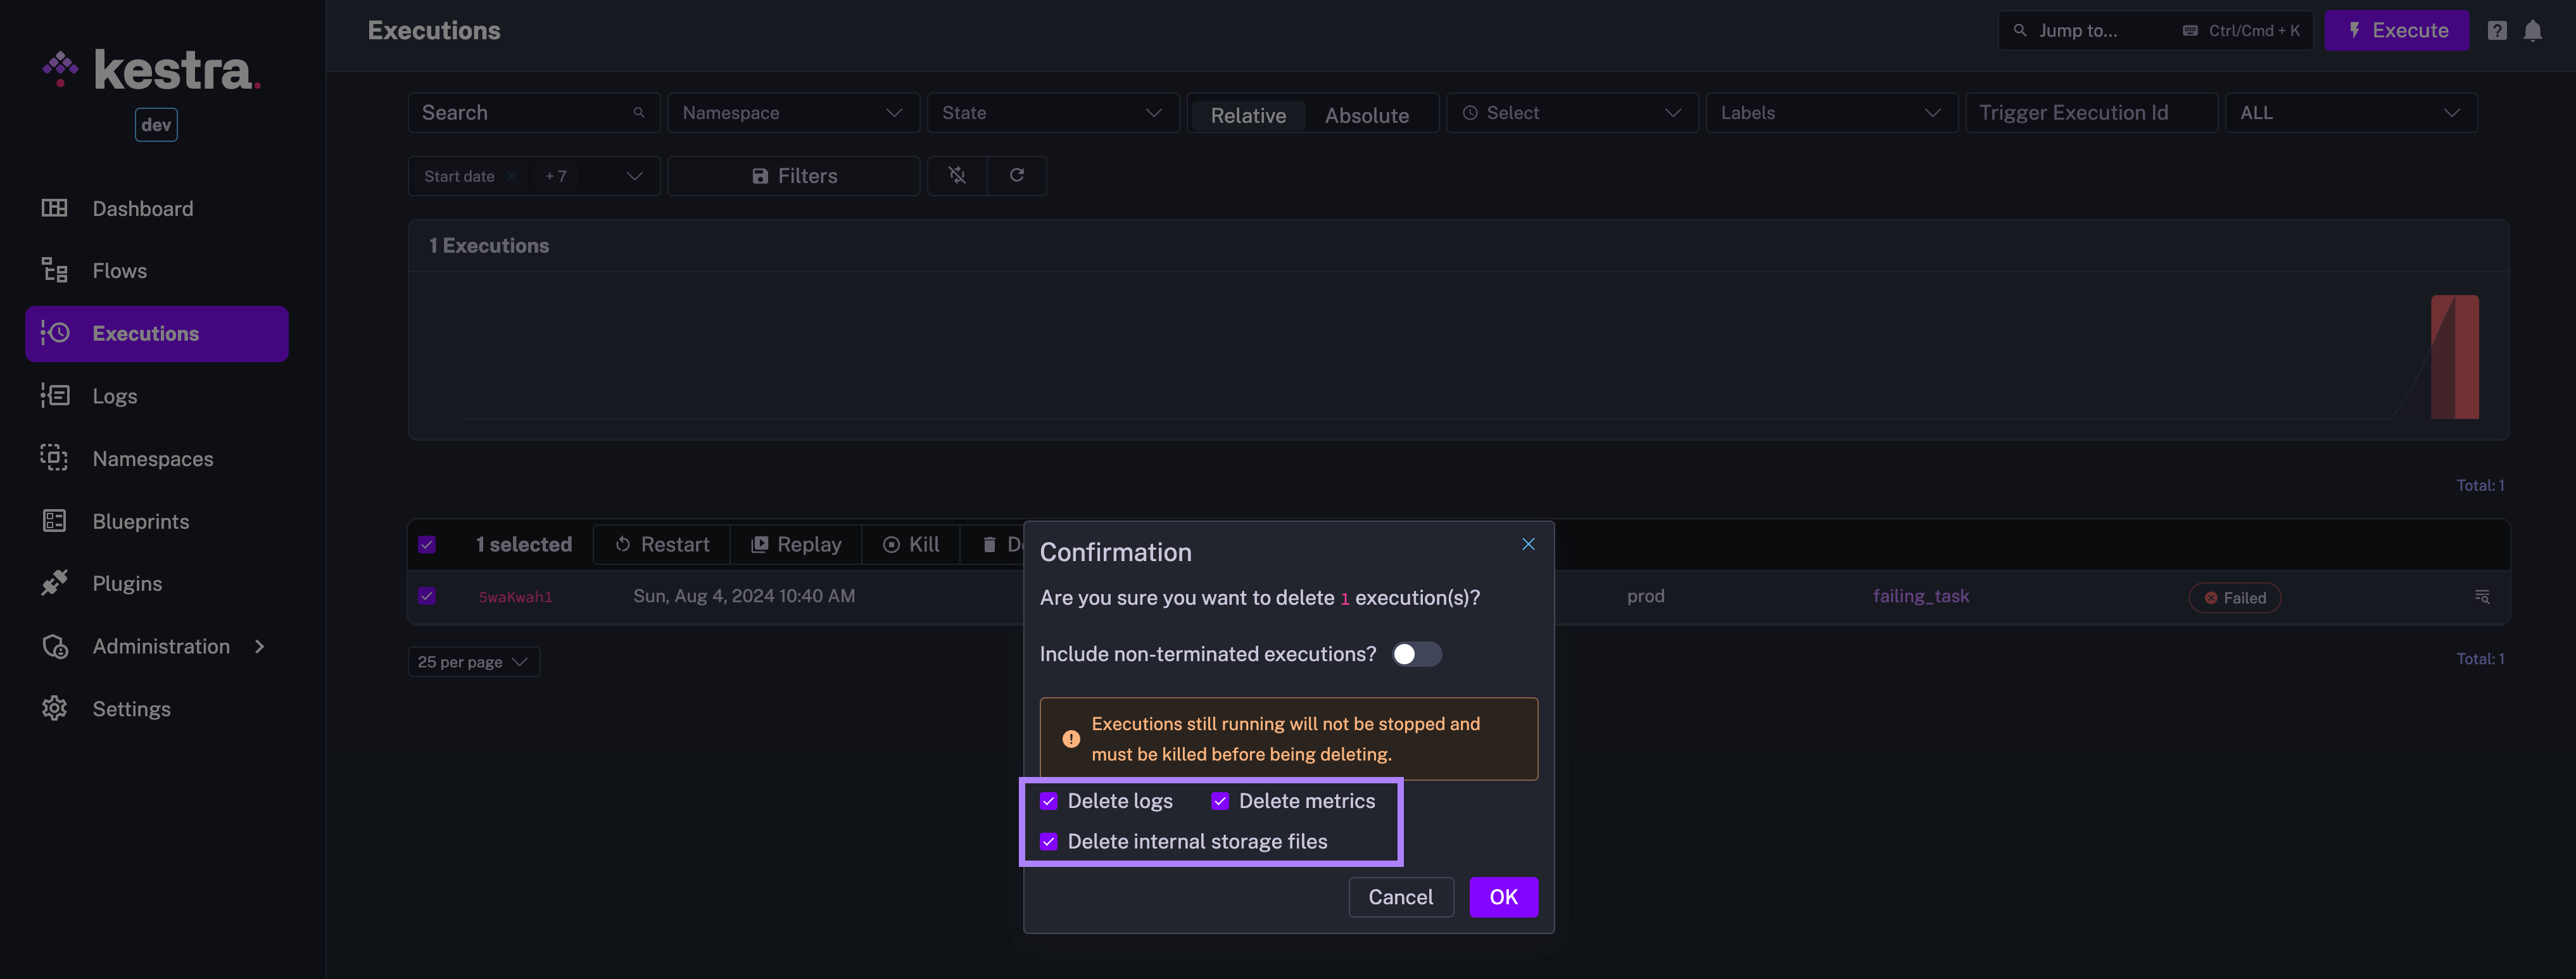 kestra.
dev
Dashboard
Flows
Executions
Logs
Namespaces
Blueprints
Plugins
Administration
Settings
Executions
Jump to... Ctrl/Cmd + K
Execute
Search
Namespace
State
Relative Absolute
Select
Labels
Trigger Execution Id
ALL
Start date + 7
Filters
1 Executions
Total: 1
1 selected Restart Replay Kill
5waKwah1 Sun, Aug 4, 2024 10:40 AM prod failing_task Failed
25 per page
Total: 1
Confirmation
Are you sure you want to delete 1 execution(s)?
Include non-terminated executions?
Executions still running will not be stopped and
must be killed before being deleting.
Delete logs Delete metrics
Delete internal storage files
Cancel OK